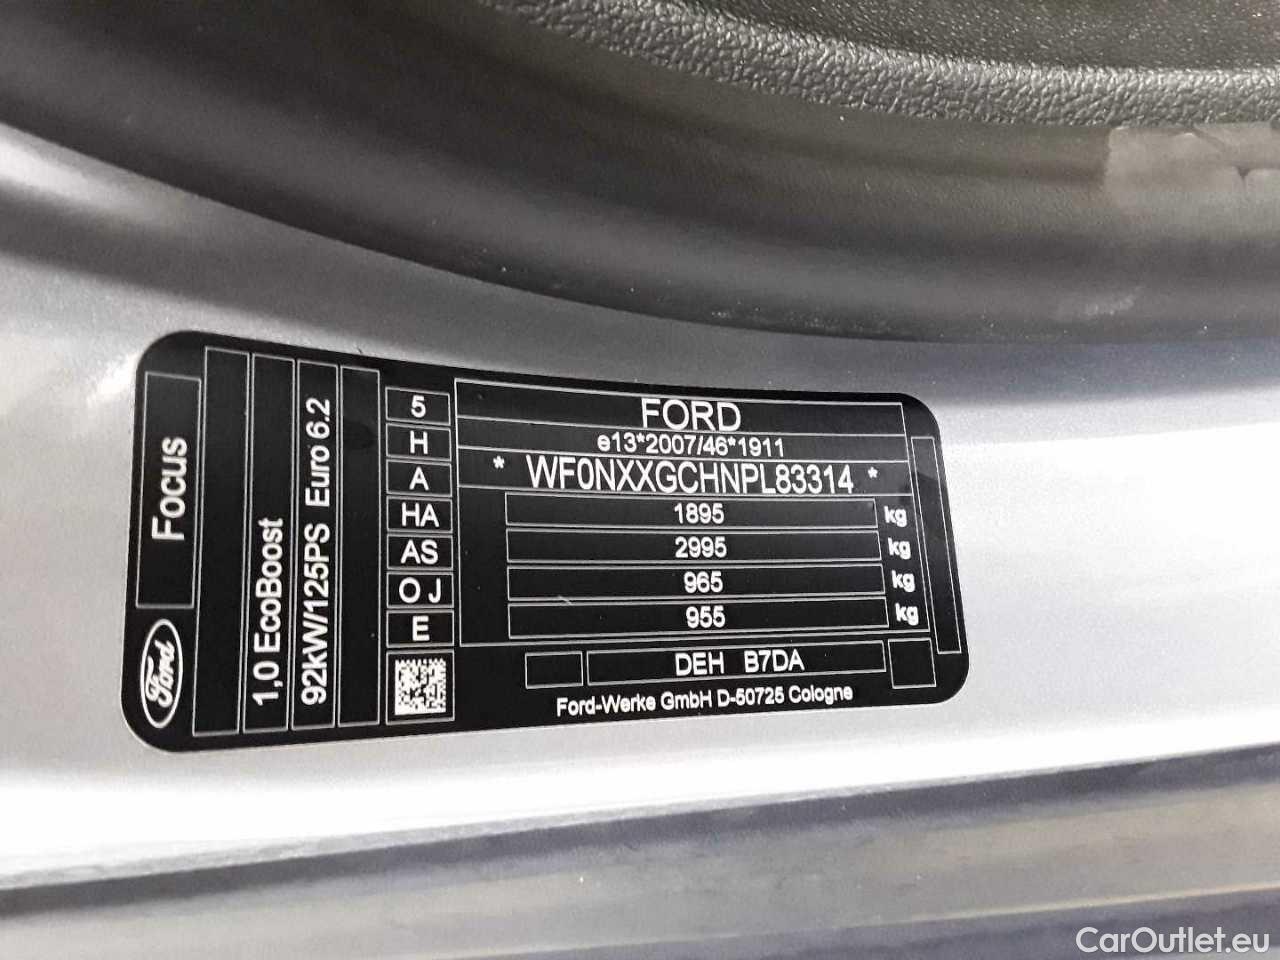 Focus
Ford
1,0 EcoBoost
92kW/125PS Euro 6.2
5
H
A
HA
AS
O J
E
FORD
e13*2007/46*1911
* WF0NXXGCHNPL83314 *
1895 kg
2995 kg
965 kg
955 kg
DEH B7DA
Ford-Werke GmbH D-50725 Cologne
CarOutlet.eu